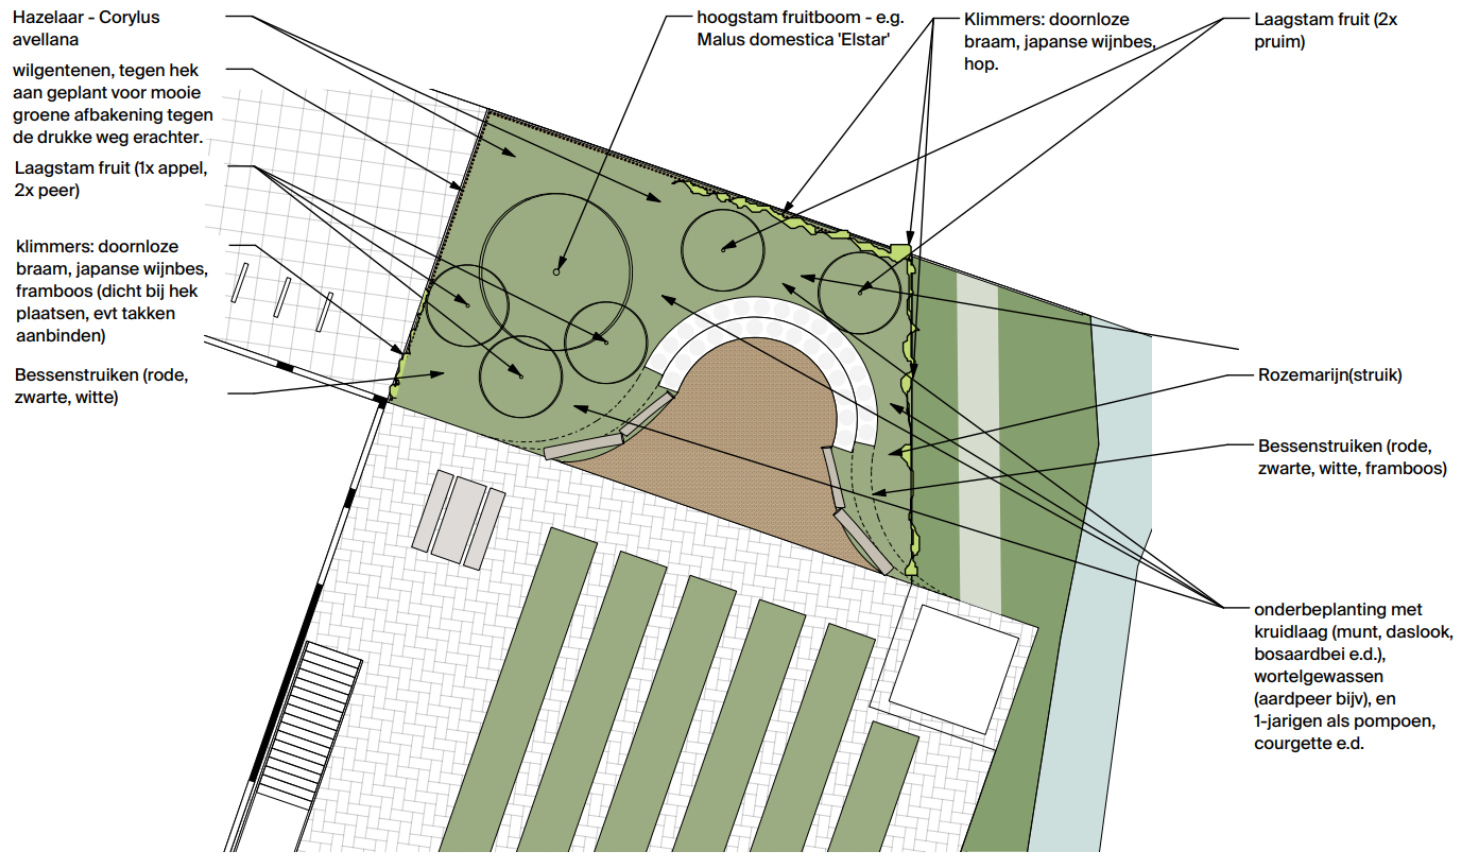 Hazelaar - Corylus
avellana
wilgentenen, tegen hek
aan geplant voor mooie
groene afbakening tegen
de drukke weg erachter.
Laagstam fruit (1x appel,
2x peer)
klimmers: doornloze
braam, japanse wijnbes,
framboos (dicht bij hek
plaatsen, evt takken
aanbinden)
Bessenstruiken (rode,
zwarte, witte)
hoogstam fruitboom - e.g.
Malus domestica 'Elstar'
Klimmers: doornloze
braam, japanse wijnbes,
hop.
Laagstam fruit (2x
pruim)
Rozemarijn(struik)
Bessenstruiken (rode,
zwarte, witte, framboos)
onderbeplanting met
kruidlaag (munt, daslook,
bosaardbei e.d.),
wortelgewassen
(aardpeer bijv), en
1-jarigen als pompoen,
courgette e.d.